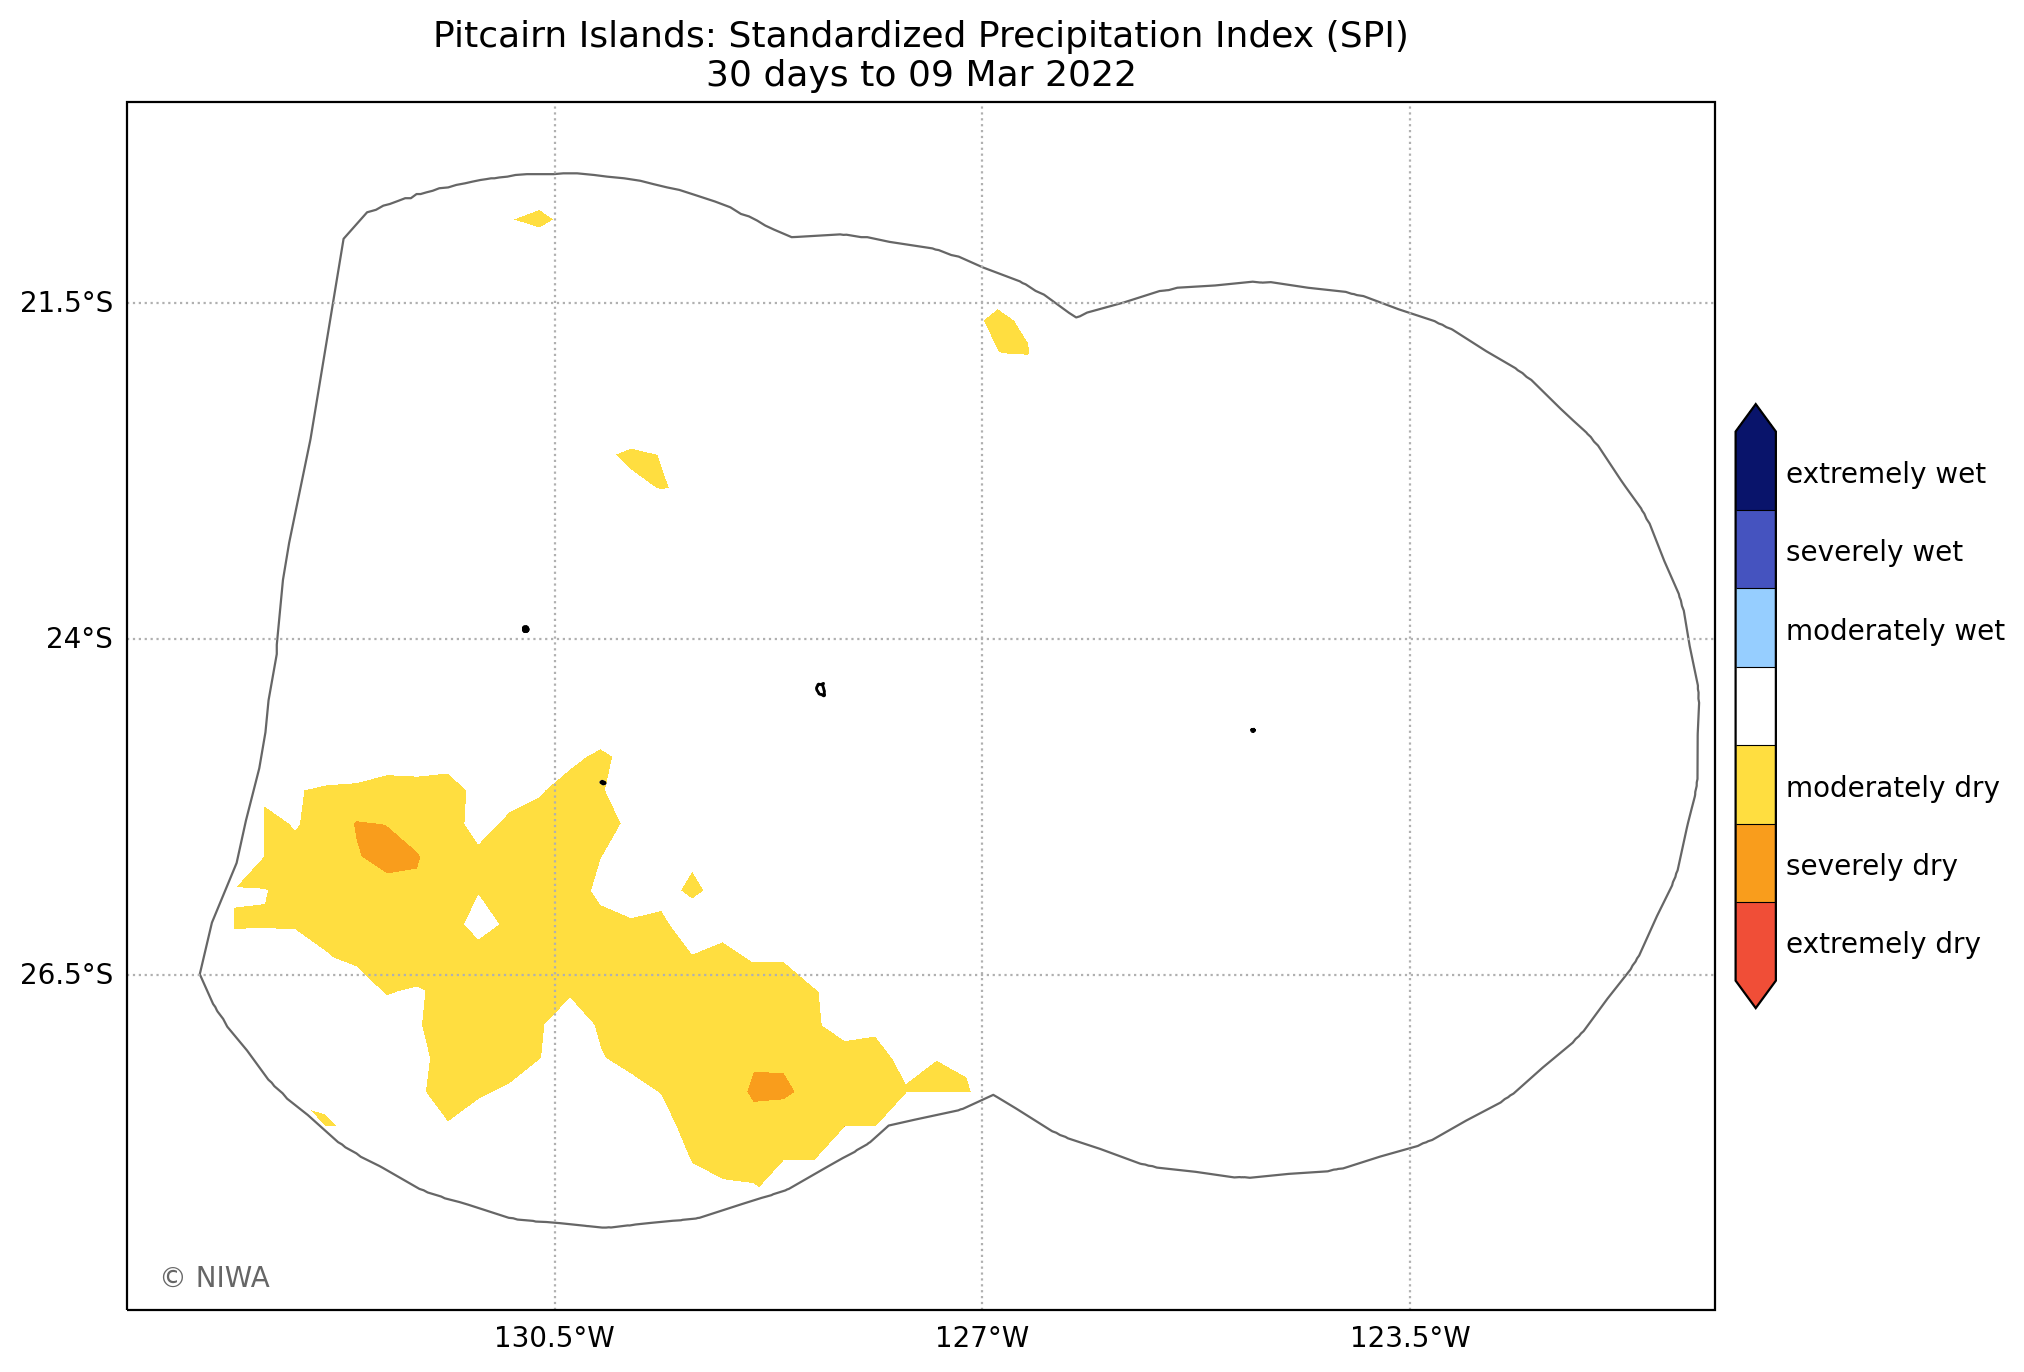 Pitcairn Islands: Standardized Precipitation Index (SPI)
30 days to 09 Mar 2022
21.5°S
24°S
26.5°S
130.5°W
127°W
123.5°W
extremely wet
severely wet
moderately wet
moderately dry
severely dry
extremely dry
© NIWA